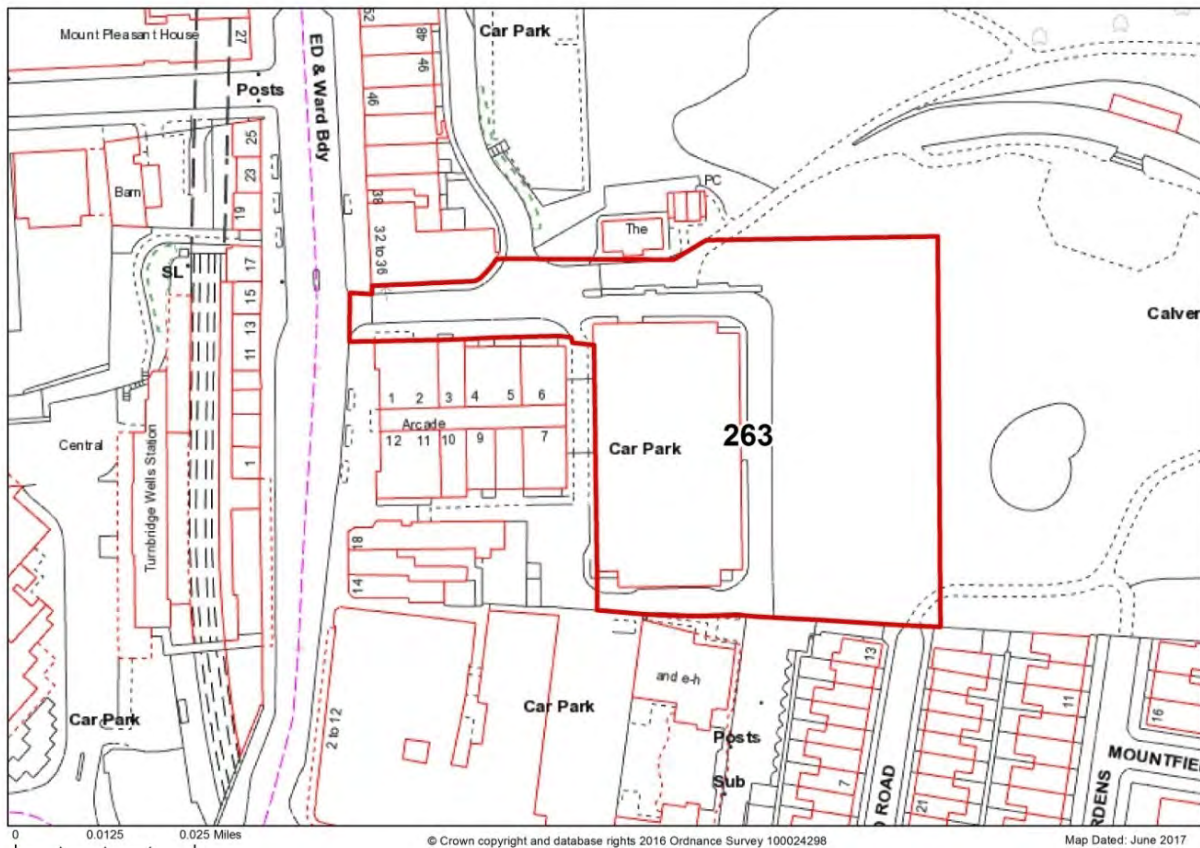 Mount Pleasant House
27
Posts
ED & Ward Bdy
52
48
46
46
38
32 to 36
Car Park
25
23
19
17
15
13
11
1
Barn
SL
PC
The
Calver
263
Car Park
1 2 3 4 5 6
Arcade
12 11 10 9 7
18
14
Central
Tunbridge Wells Station
Car Park
2 to 12
Car Park
and e-h
Posts
Sub
13
7
D ROAD
21
11
RDENS
16
MOUNTFIE
0 0.0125 0.025 Miles
© Crown copyright and database rights 2016 Ordnance Survey 100024298
Map Dated: June 2017